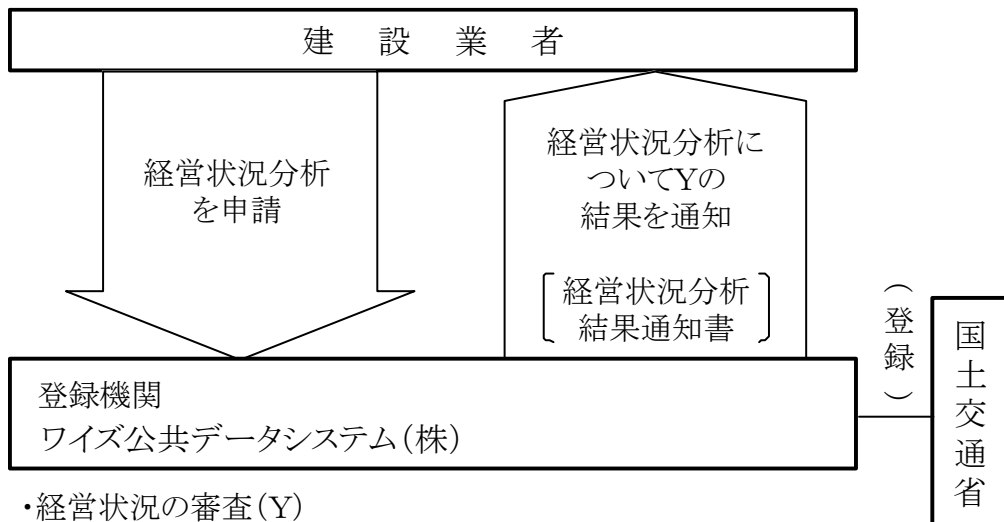 建設業者
経営状況分析
を申請
経営状況分析に
ついてYの
結果を通知
経営状況分析
結果通知書
(登録)
国土交通省
登録機関
ワイズ公共データシステム(株)
・経営状況の審査(Y)